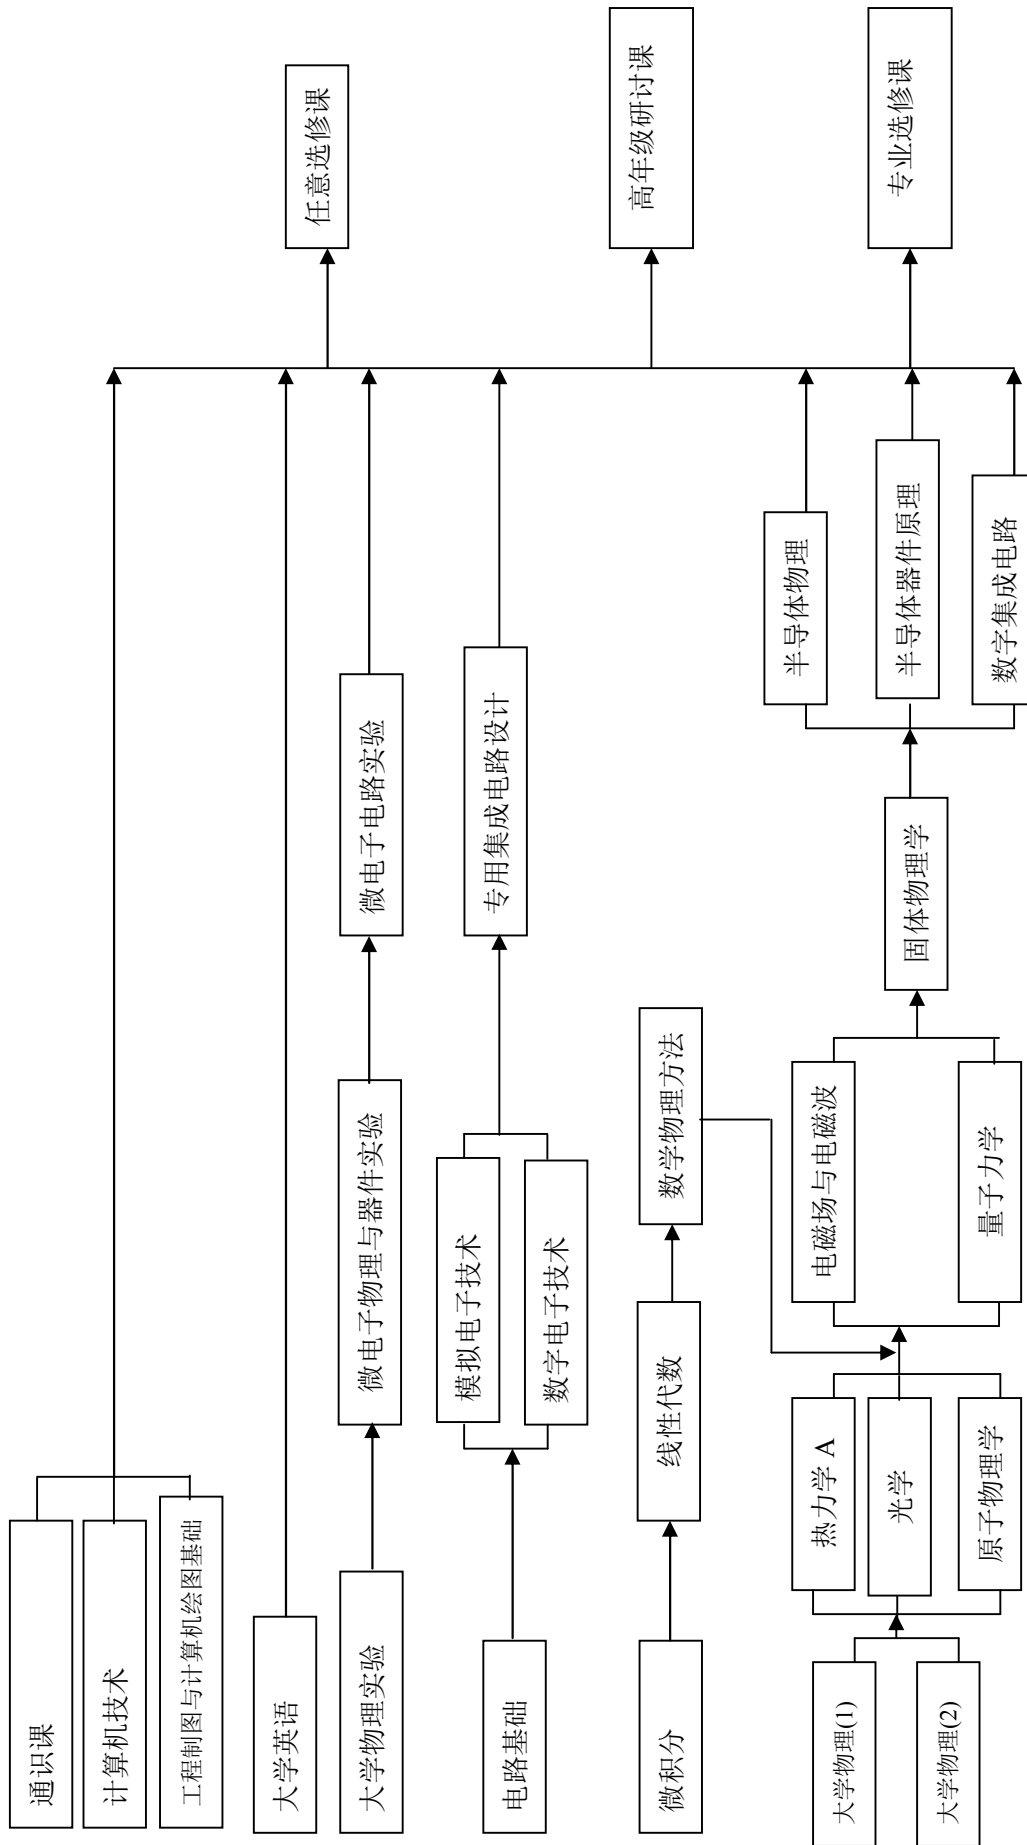 通识课
计算机技术
工程制图与计算机绘图基础
大学英语
大学物理实验
微电子物理与器件实验
微电子电路实验
电路基础
模拟电子技术
数字电子技术
专用集成电路设计
微积分
线性代数
数学物理方法
大学物理(1)
大学物理(2)
热力学 A
光学
原子物理学
电磁场与电磁波
量子力学
固体物理学
半导体物理
半导体器件原理
数字集成电路
任意选修课
高年级研讨课
专业选修课